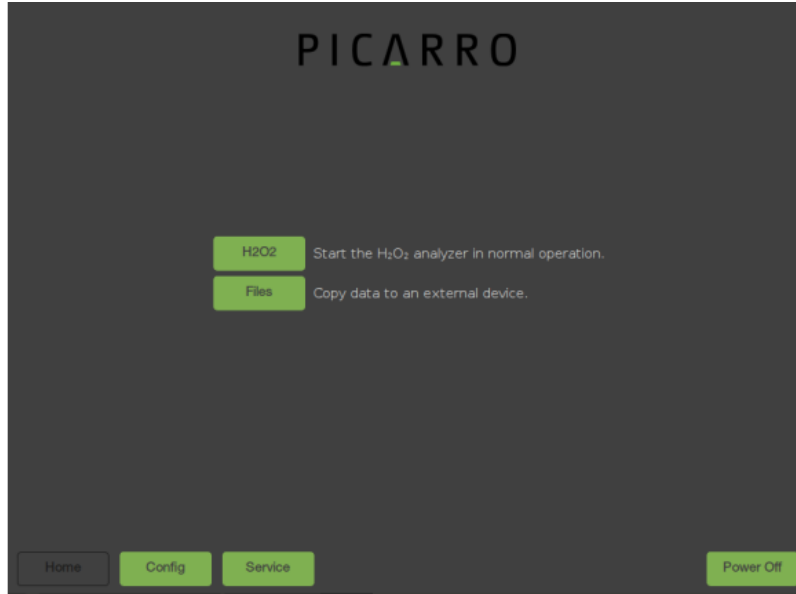 PICARRO
H2O2 Start the H₂O₂ analyzer in normal operation.
Files Copy data to an external device.
Home Config Service Power Off